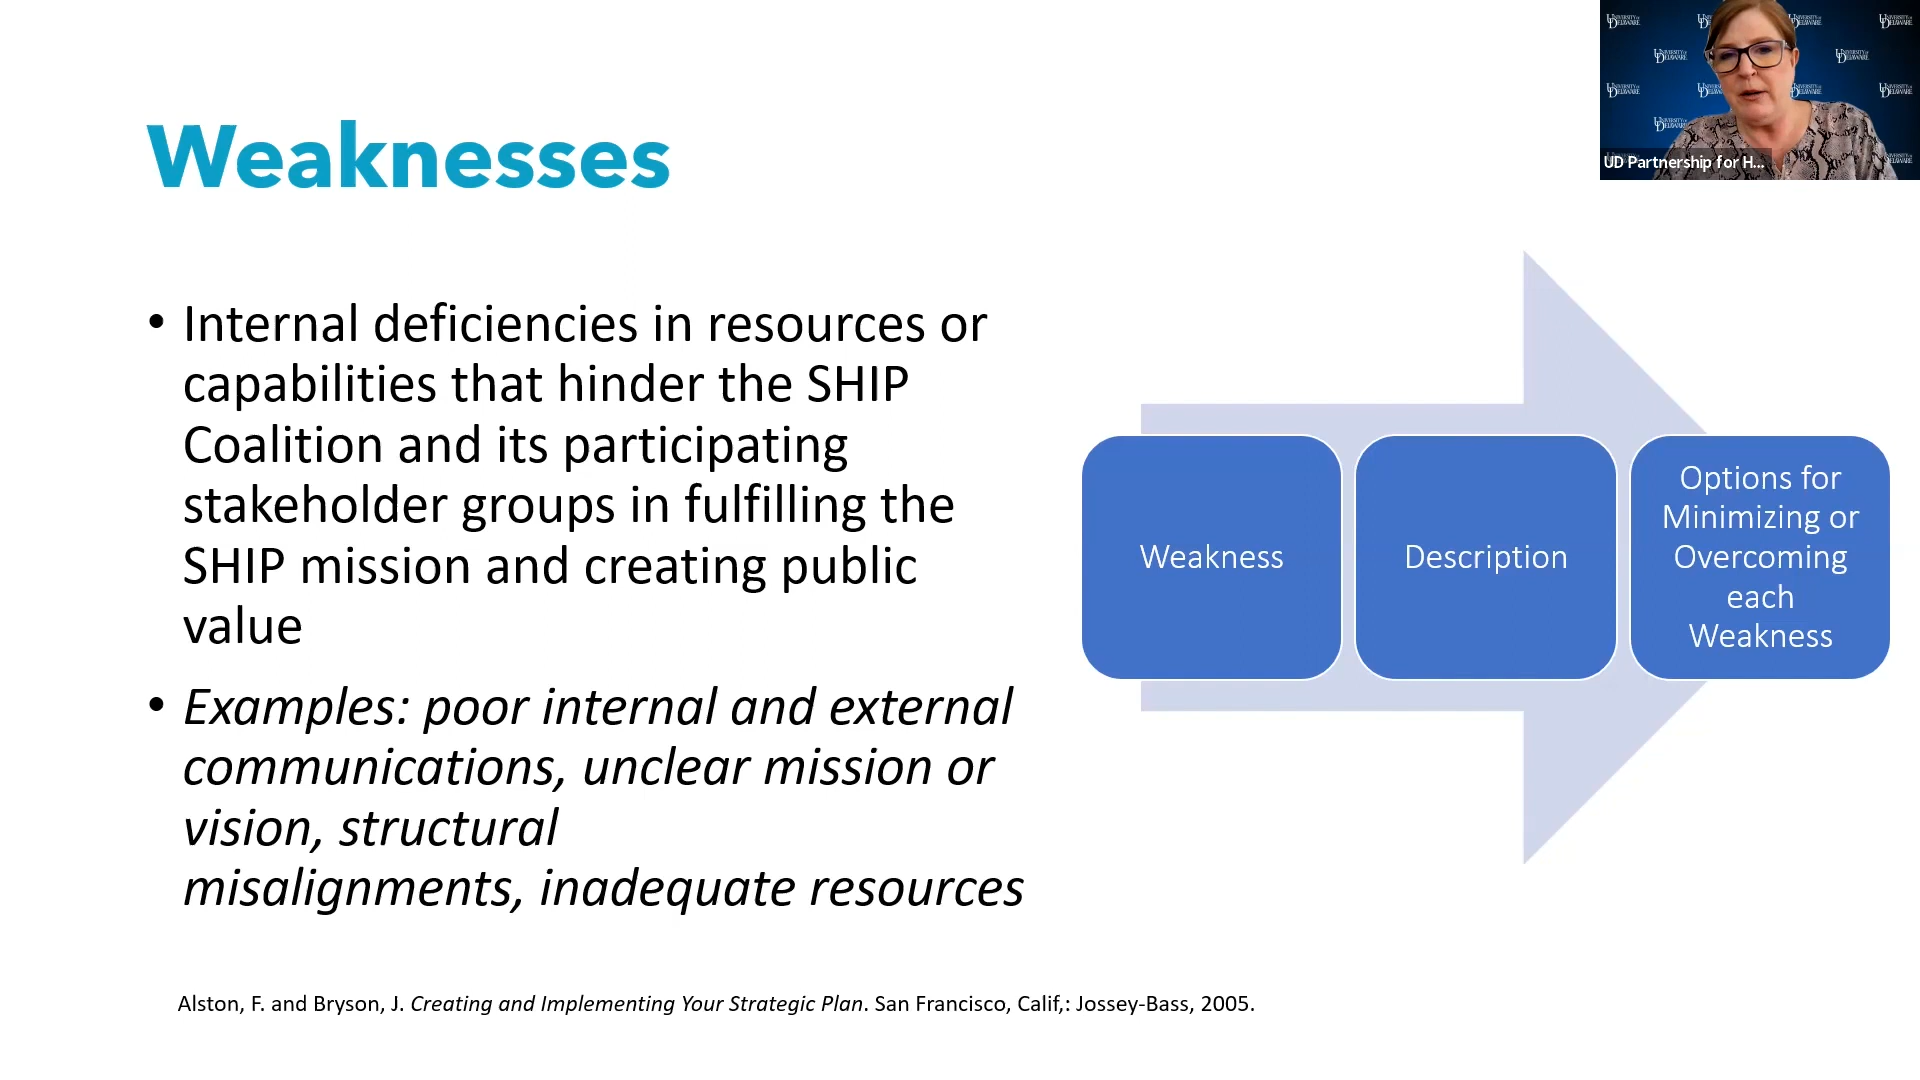 Weaknesses
• Internal deficiencies in resources or
capabilities that hinder the SHIP
Coalition and its participating
stakeholder groups in fulfilling the
SHIP mission and creating public
value
• Examples: poor internal and external
communications, unclear mission or
vision, structural
misalignments, inadequate resources
Weakness
Description
Options for
Minimizing or
Overcoming
each
Weakness
Alston, F. and Bryson, J. Creating and Implementing Your Strategic Plan. San Francisco, Calif,: Jossey-Bass, 2005.
UNIVERSITY OF
DELAWARE
UD Partnership for H...